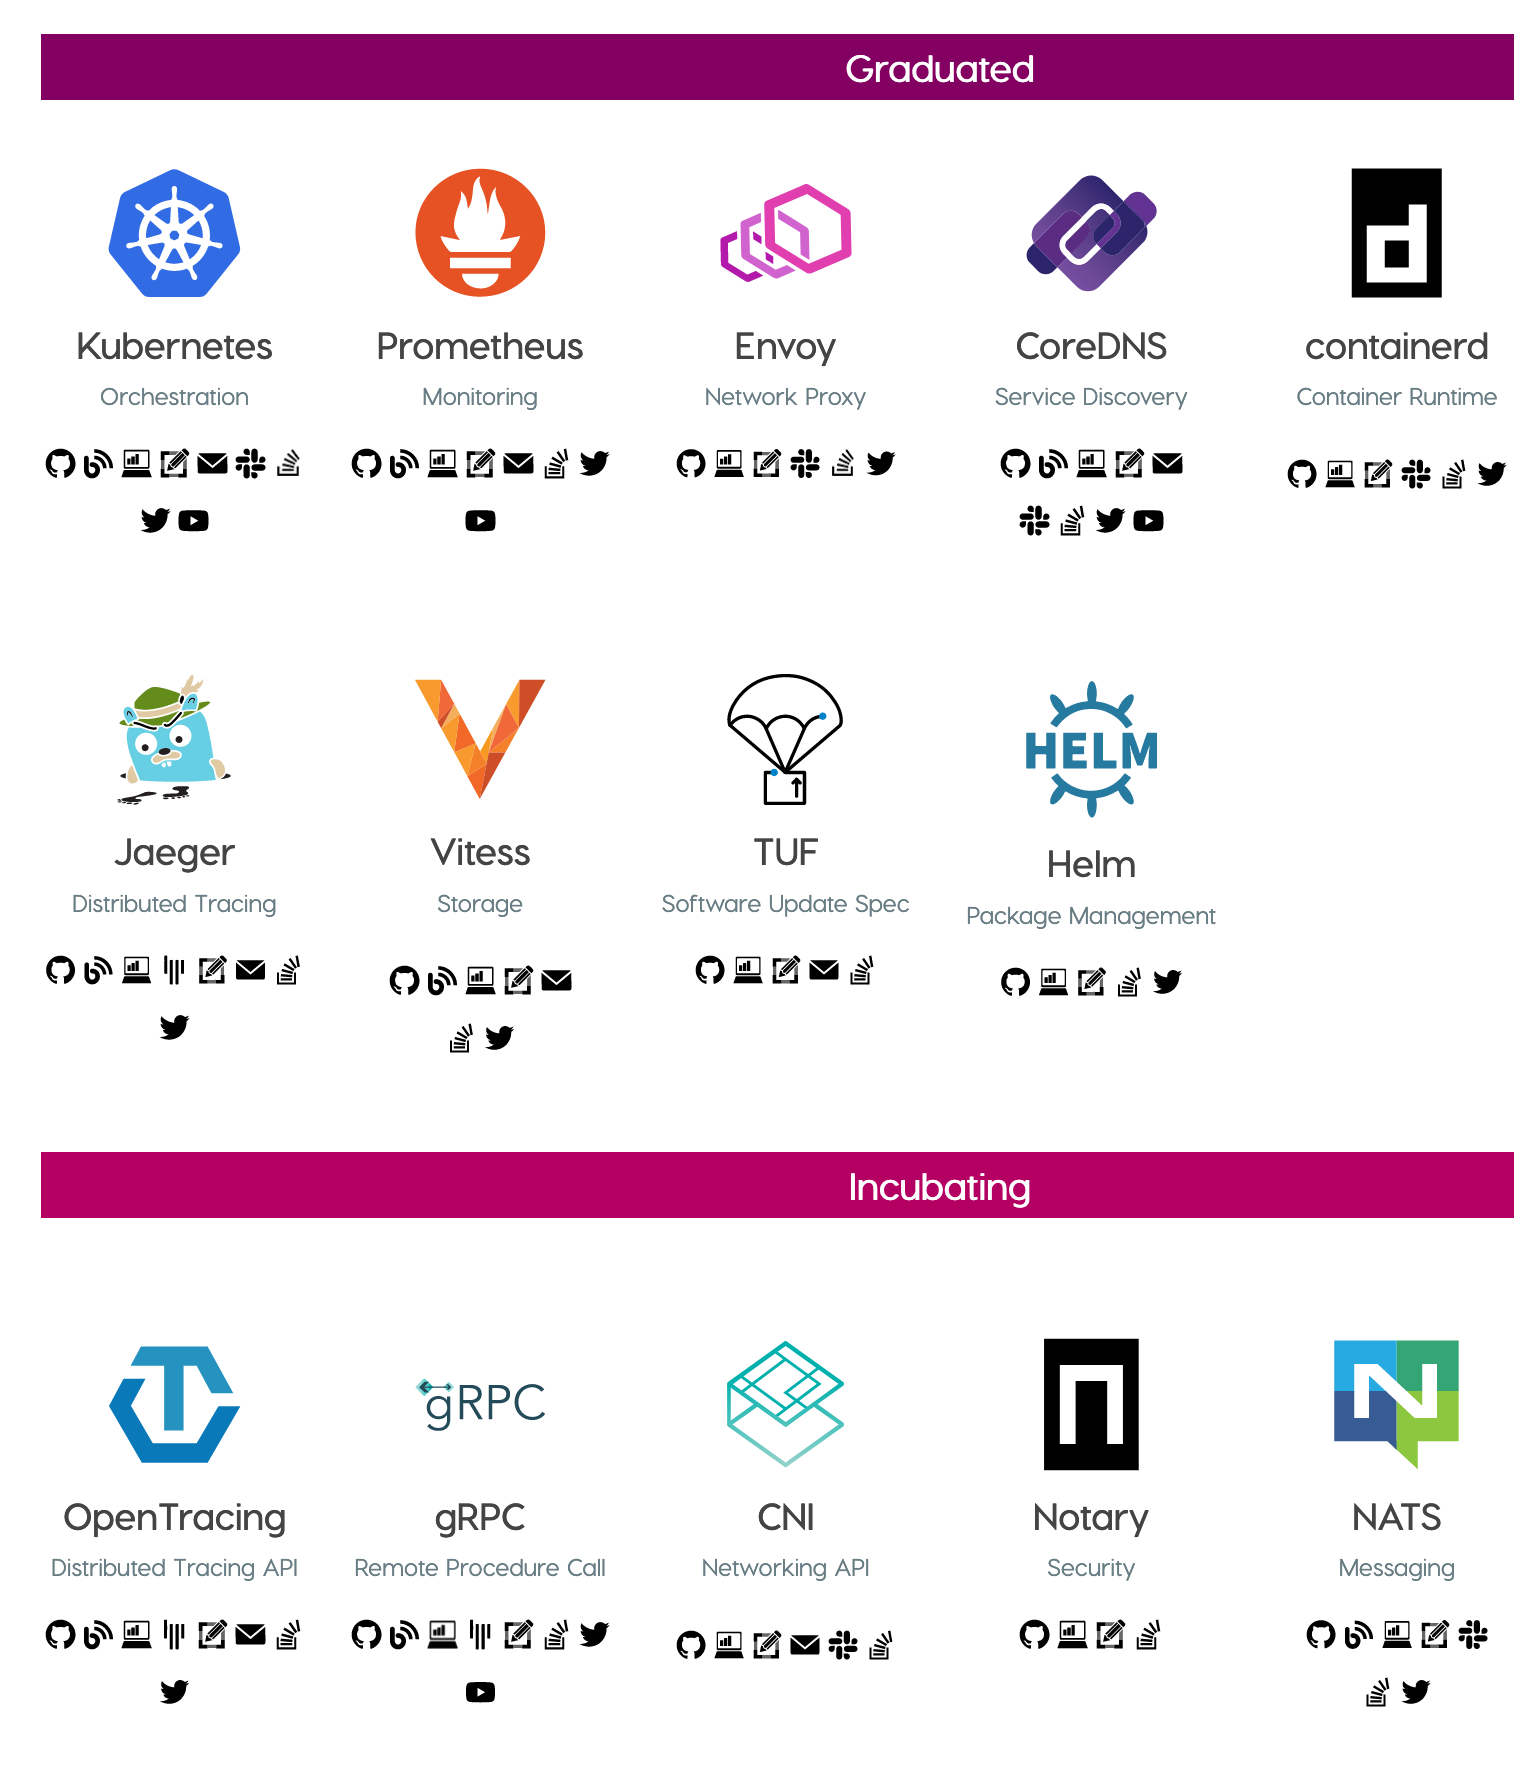 Graduated
Kubernetes
Orchestration
Prometheus
Monitoring
Envoy
Network Proxy
CoreDNS
Service Discovery
d
containerd
Container Runtime
Jaeger
Distributed Tracing
Vitess
Storage
TUF
Software Update Spec
HELM
Helm
Package Management
Incubating
OpenTracing
Distributed Tracing API
gRPC
gRPC
Remote Procedure Call
CNI
Networking API
n
Notary
Security
N
NATS
Messaging